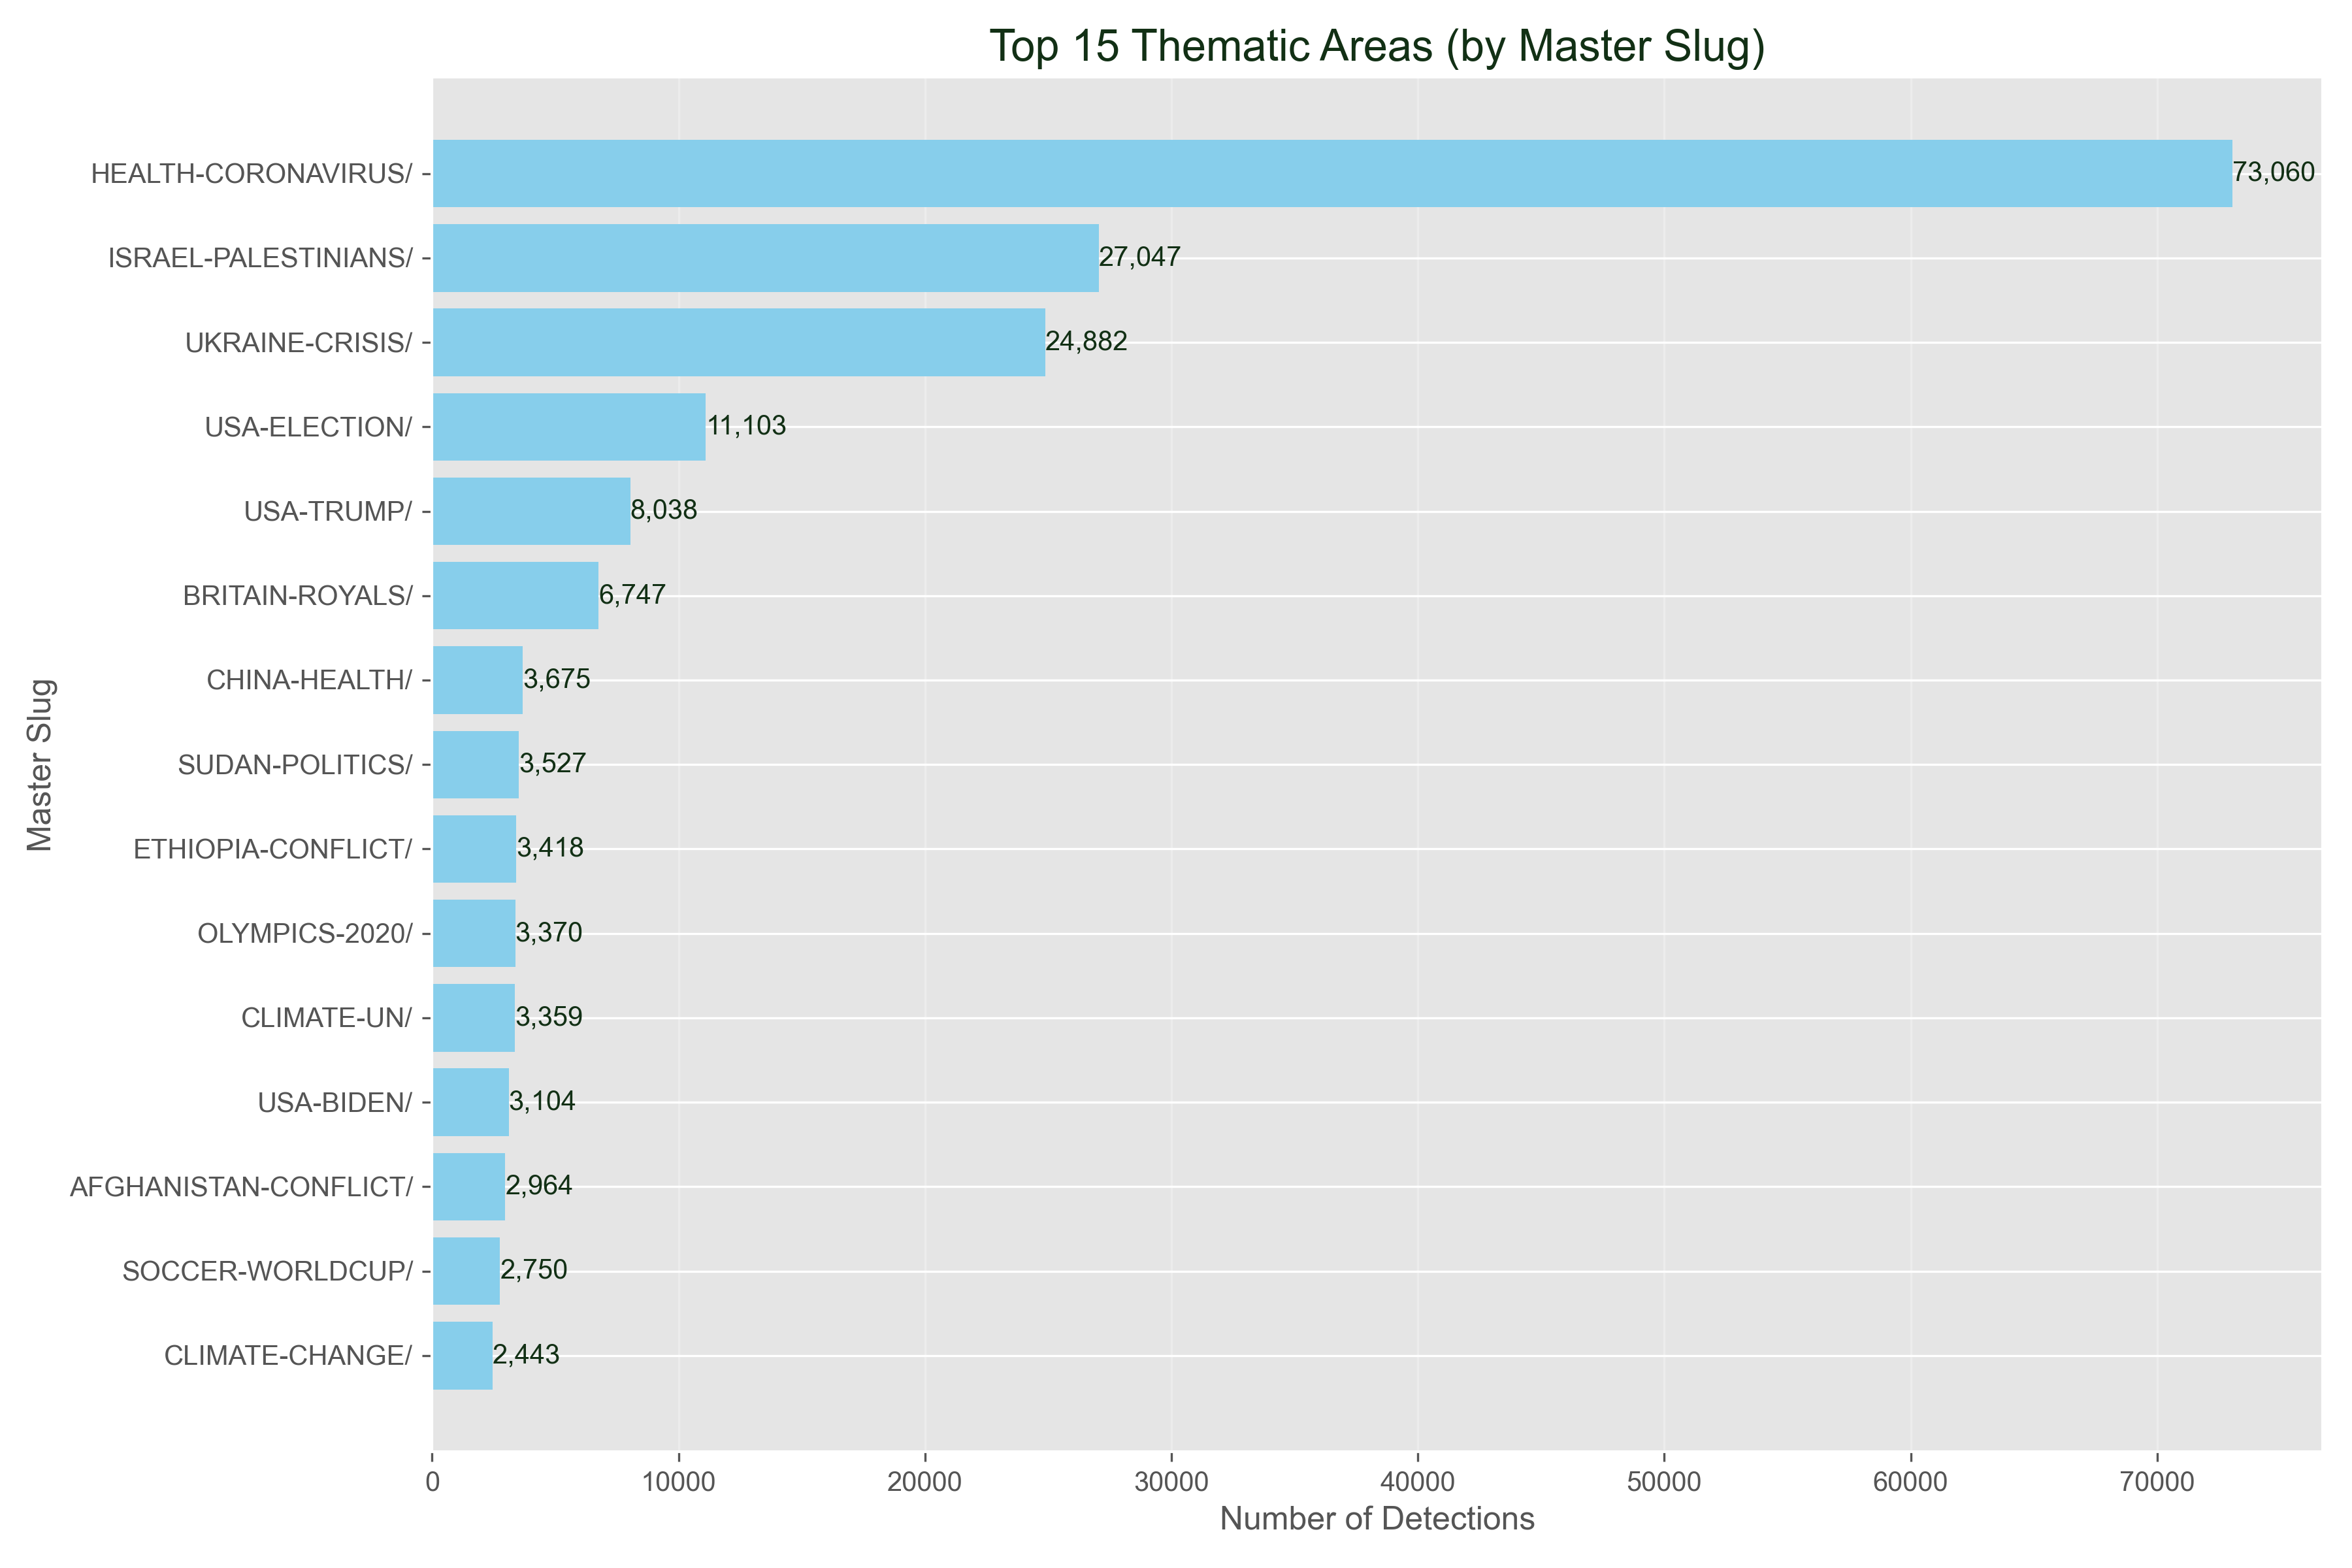 Top 15 Thematic Areas (by Master Slug)
HEALTH-CORONAVIRUS/ 73,060
ISRAEL-PALESTINIANS/ 27,047
UKRAINE-CRISIS/ 24,882
USA-ELECTION/ 11,103
USA-TRUMP/ 8,038
BRITAIN-ROYALS/ 6,747
CHINA-HEALTH/ 3,675
SUDAN-POLITICS/ 3,527
ETHIOPIA-CONFLICT/ 3,418
OLYMPICS-2020/ 3,370
CLIMATE-UN/ 3,359
USA-BIDEN/ 3,104
AFGHANISTAN-CONFLICT/ 2,964
SOCCER-WORLDCUP/ 2,750
CLIMATE-CHANGE/ 2,443
Master Slug
0 10000 20000 30000 40000 50000 60000 70000
Number of Detections